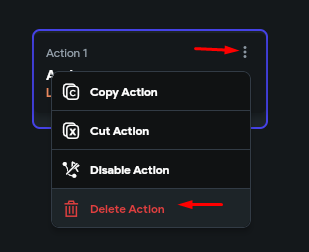 Action 1
Copy Action
Cut Action
Disable Action
Delete Action